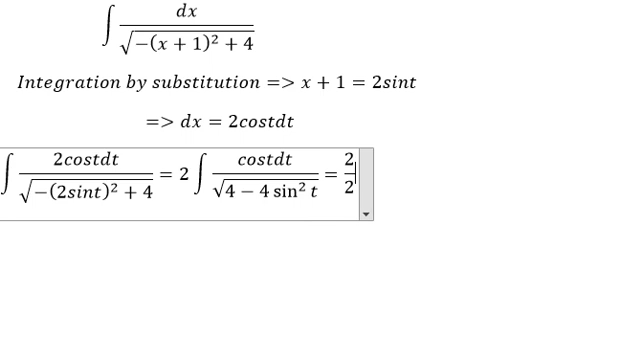 ∫ dx / √(−(x + 1)² + 4)
Integration by substitution => x + 1 = 2sint
=> dx = 2costdt
∫ 2costdt / √(−(2sint)² + 4) = 2 ∫ costdt / √(4 − 4 sin² t) = 2/2